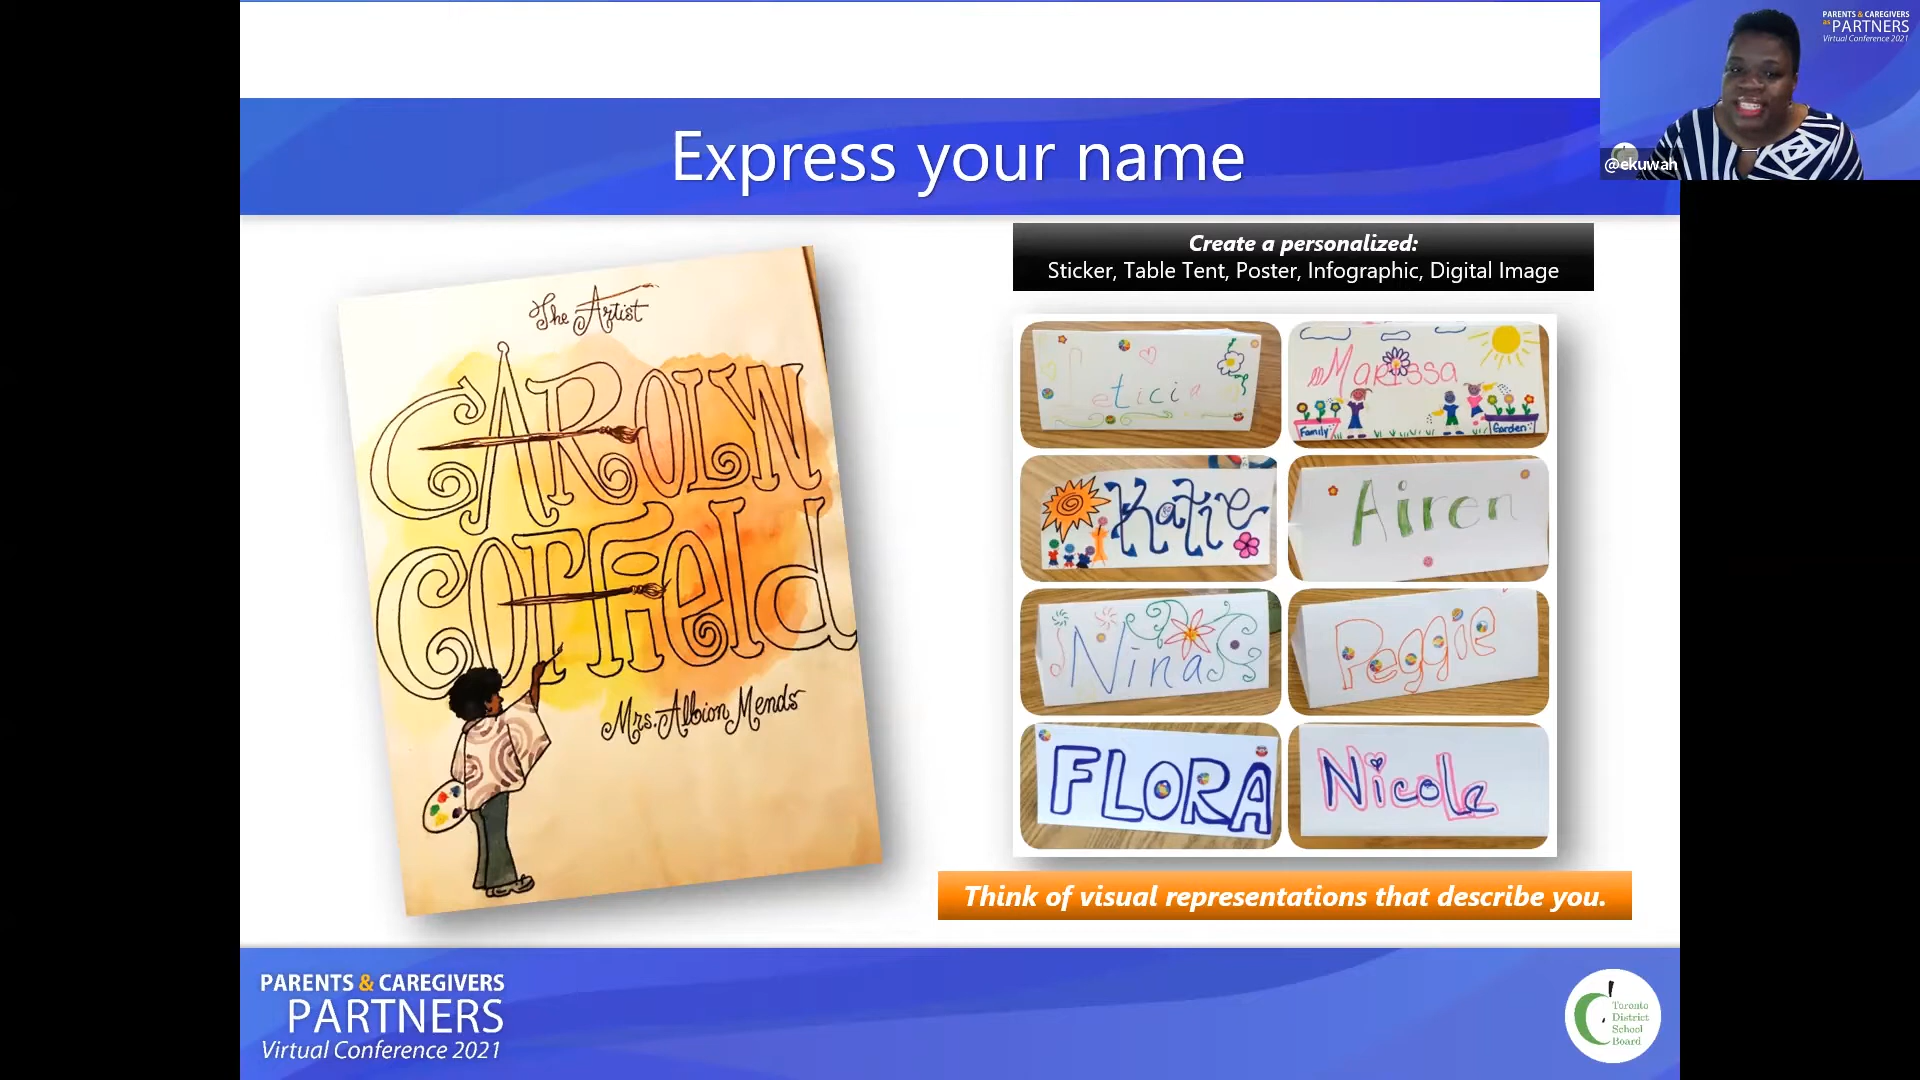 PARENTS & CAREGIVERS
as PARTNERS
Virtual Conference 2021
@ekuwah
Express your name
Create a personalized:
Sticker, Table Tent, Poster, Infographic, Digital Image
The Artist
CAROLYN
COFFIELD
Mrs. Albion Mends
Leticia
Marissa
Family
Garden
Katie
Airen
Nina
Peggie
FLORA
Nicole
Think of visual representations that describe you.
PARENTS & CAREGIVERS
PARTNERS
Virtual Conference 2021
Toronto
District
School
Board